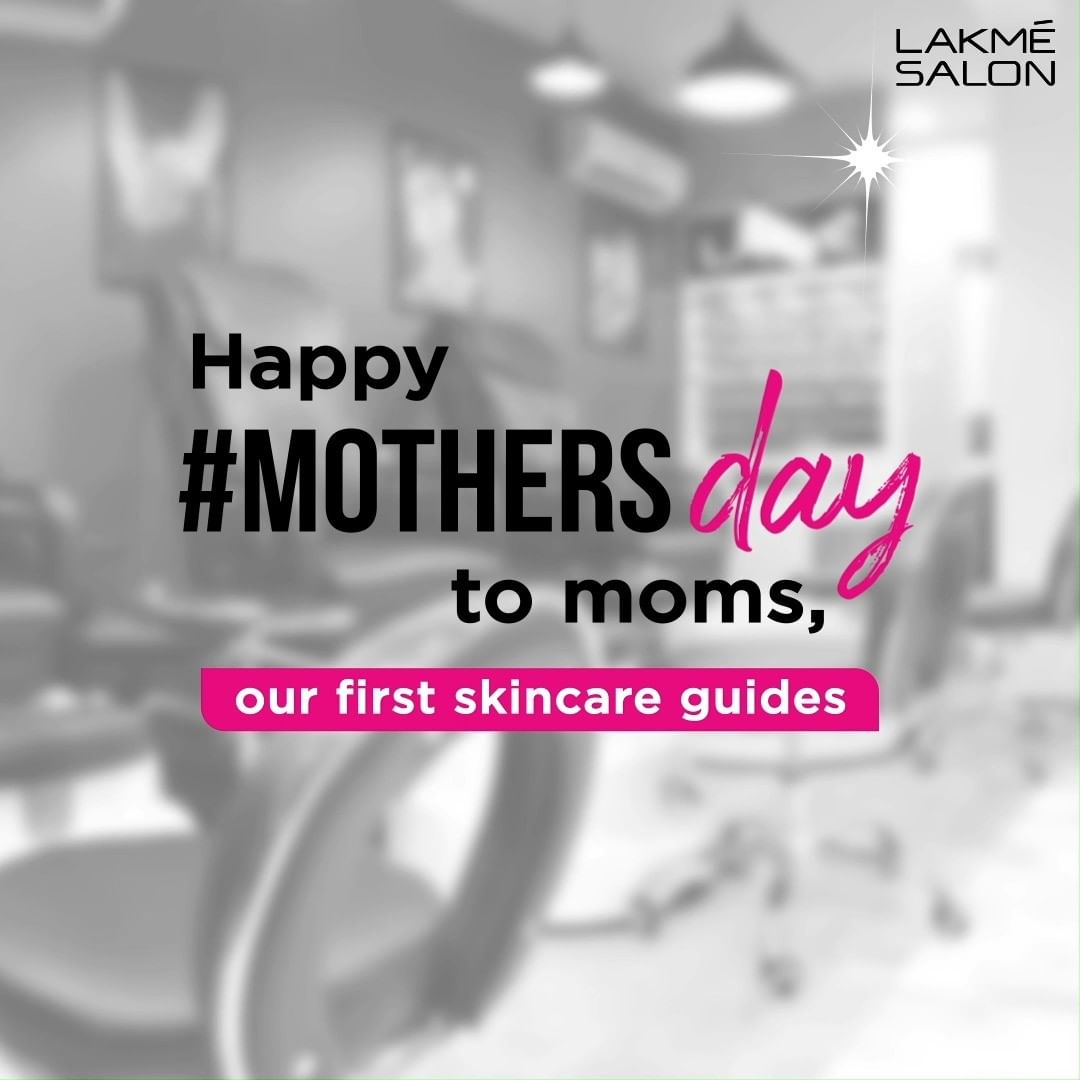 LAKMÉ
SALON
Happy
#MOTHERS day
to moms,
our first skincare guides